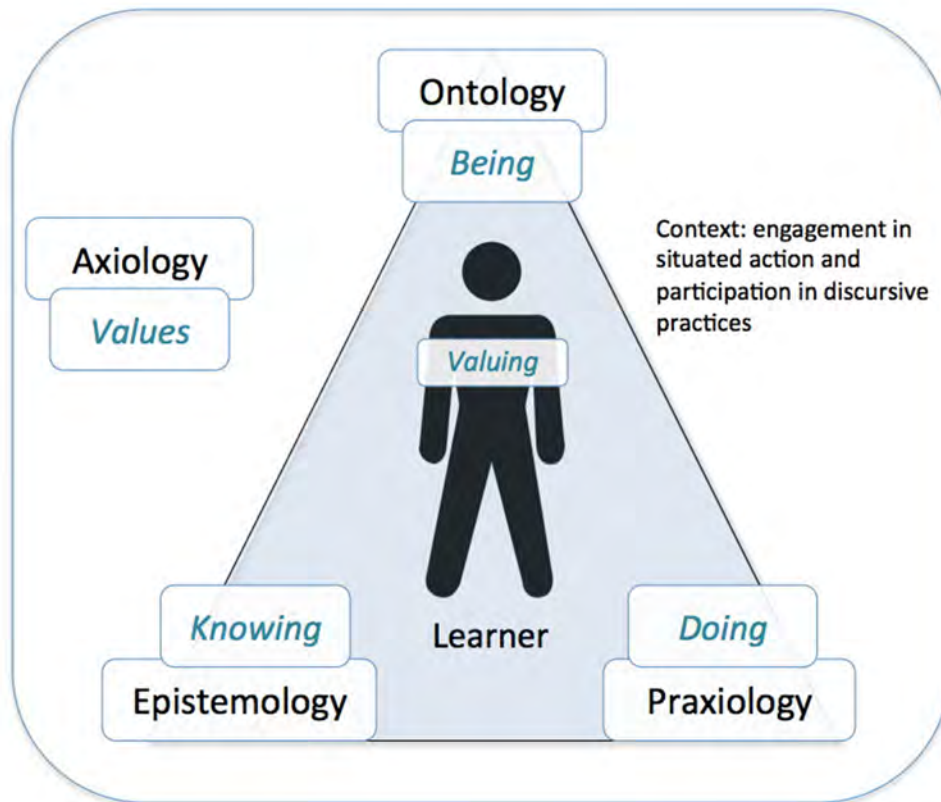 Ontology
Being
Axiology
Values
Context: engagement in
situated action and
participation in discursive
practices
Valuing
Knowing
Epistemology
Learner
Doing
Praxiology